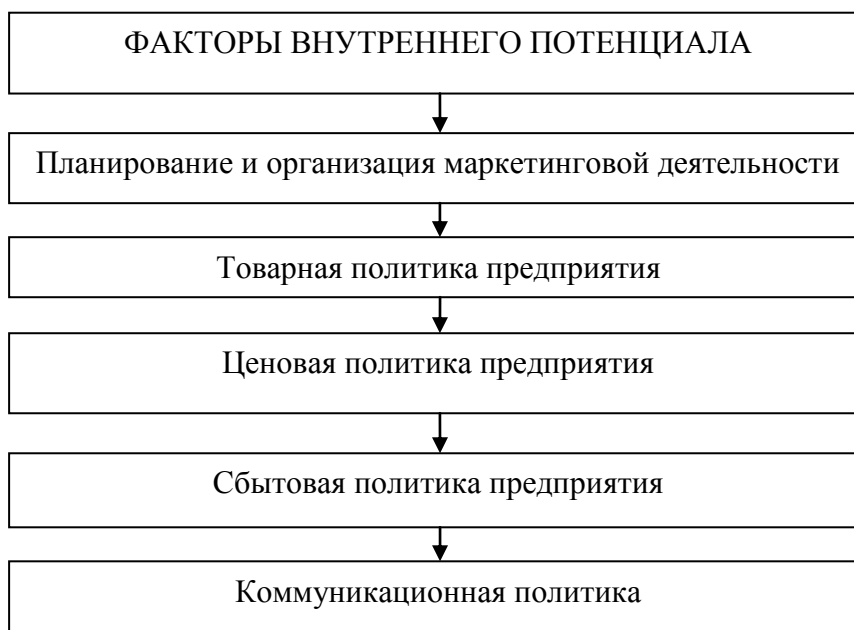 ФАКТОРЫ ВНУТРЕННЕГО ПОТЕНЦИАЛА
Планирование и организация маркетинговой деятельности
Товарная политика предприятия
Ценовая политика предприятия
Сбытовая политика предприятия
Коммуникационная политика